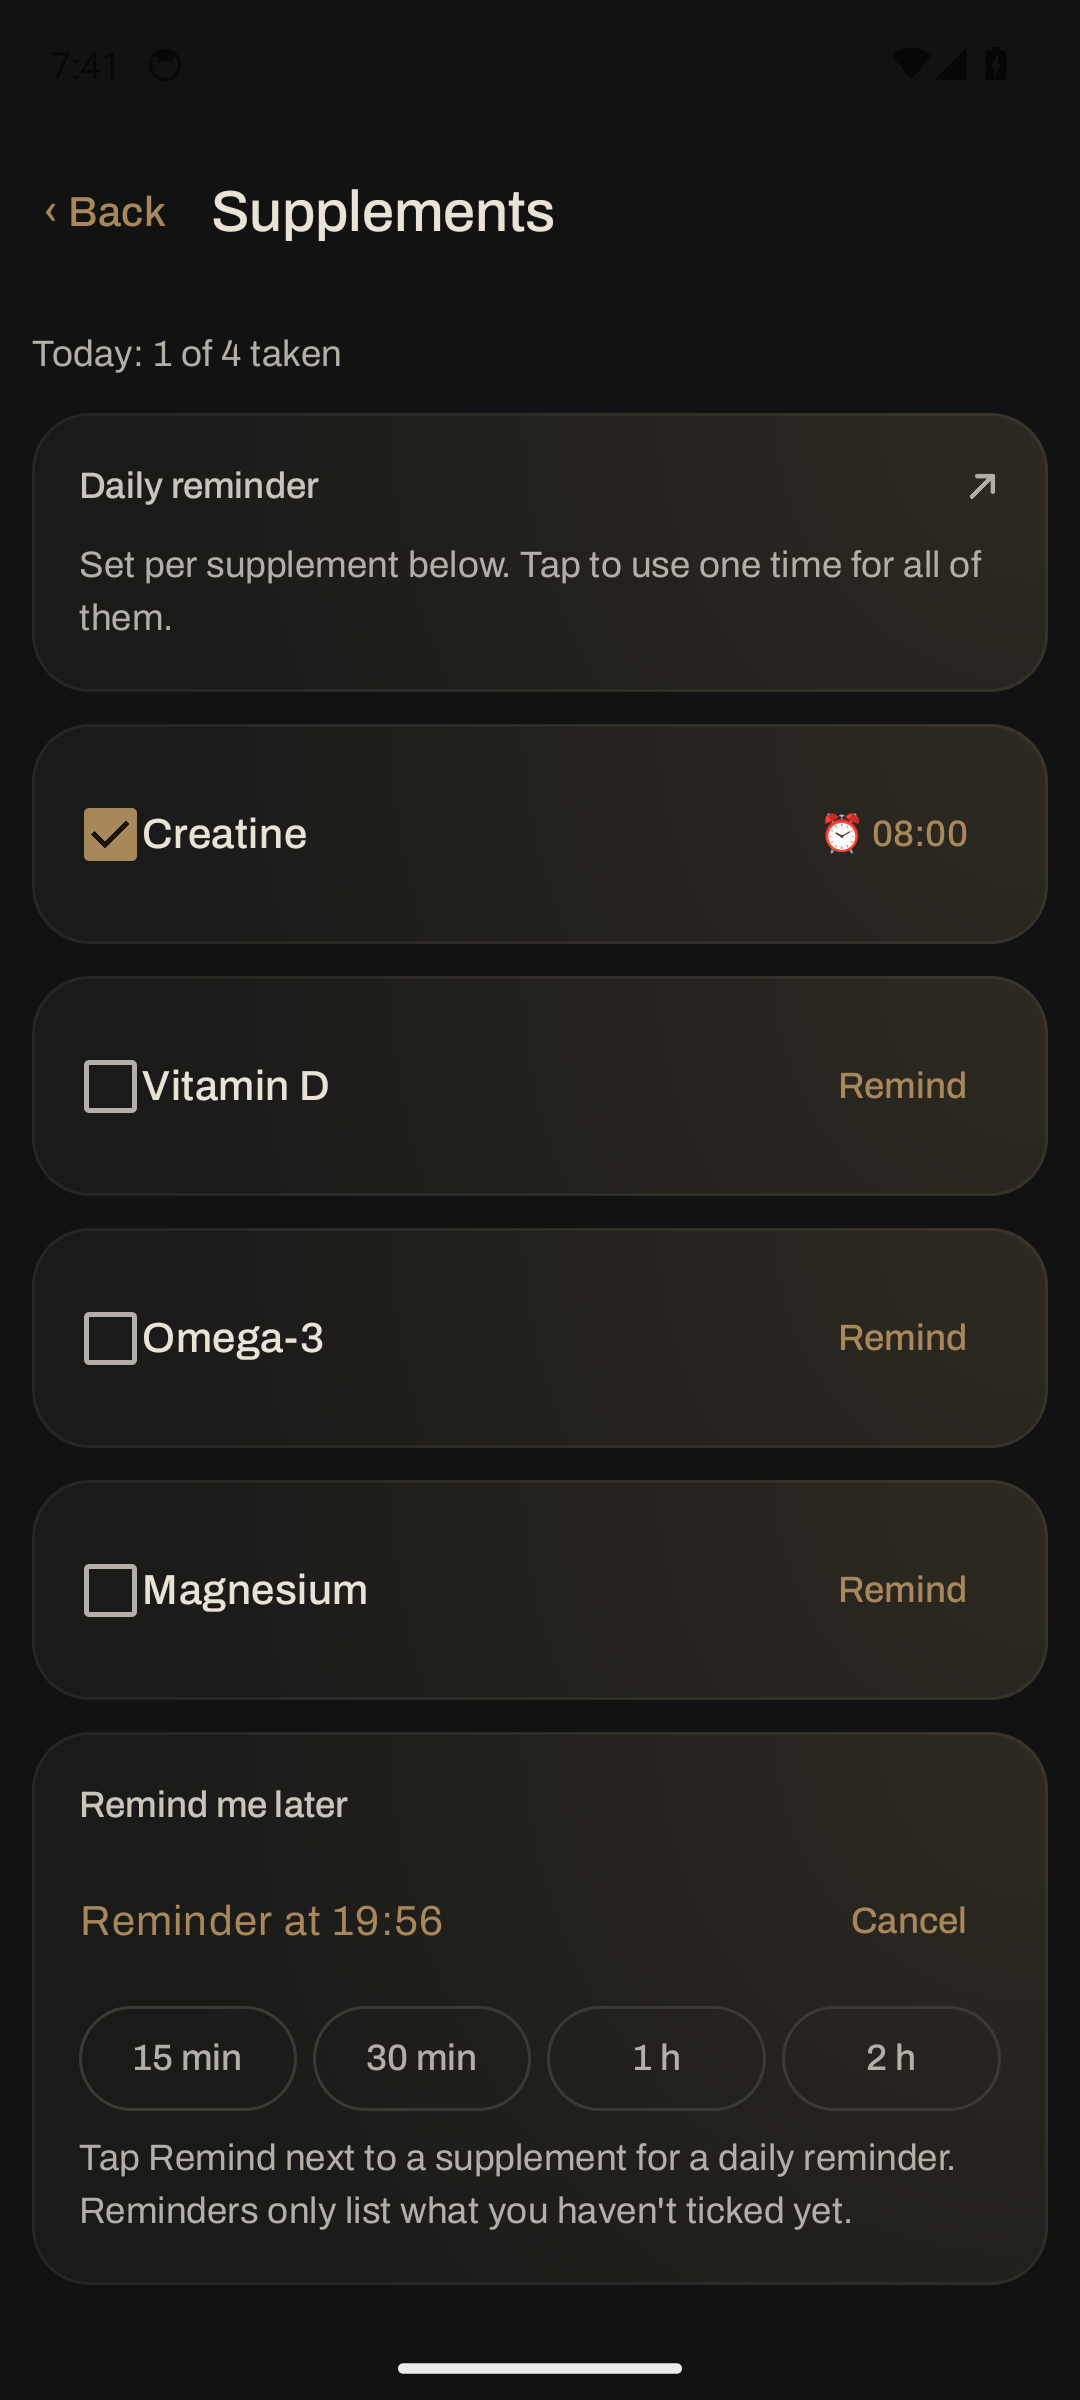 7:41
‹ Back Supplements
Today: 1 of 4 taken
Daily reminder
Set per supplement below. Tap to use one time for all of
them.
Creatine ⏰ 08:00
Vitamin D Remind
Omega-3 Remind
Magnesium Remind
Remind me later
Reminder at 19:56 Cancel
15 min 30 min 1 h 2 h
Tap Remind next to a supplement for a daily reminder.
Reminders only list what you haven't ticked yet.